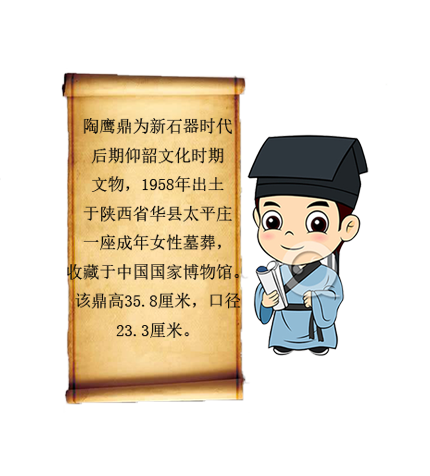 陶鹰鼎为新石器时代
后期仰韶文化时期
文物，1958年出土
于陕西省华县太平庄
一座成年女性墓葬，
收藏于中国国家博物馆。
该鼎高35.8厘米，口径
23.3厘米。